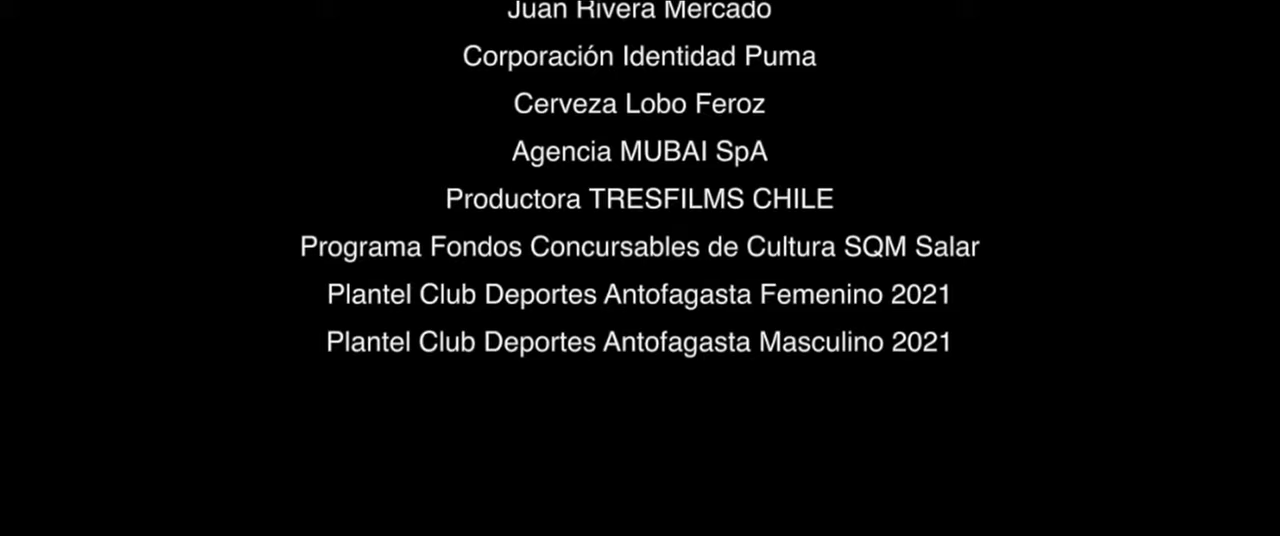 Juan Rivera Mercado
Corporación Identidad Puma
Cerveza Lobo Feroz
Agencia MUBAI SpA
Productora TRESFILMS CHILE
Programa Fondos Concursables de Cultura SQM Salar
Plantel Club Deportes Antofagasta Femenino 2021
Plantel Club Deportes Antofagasta Masculino 2021